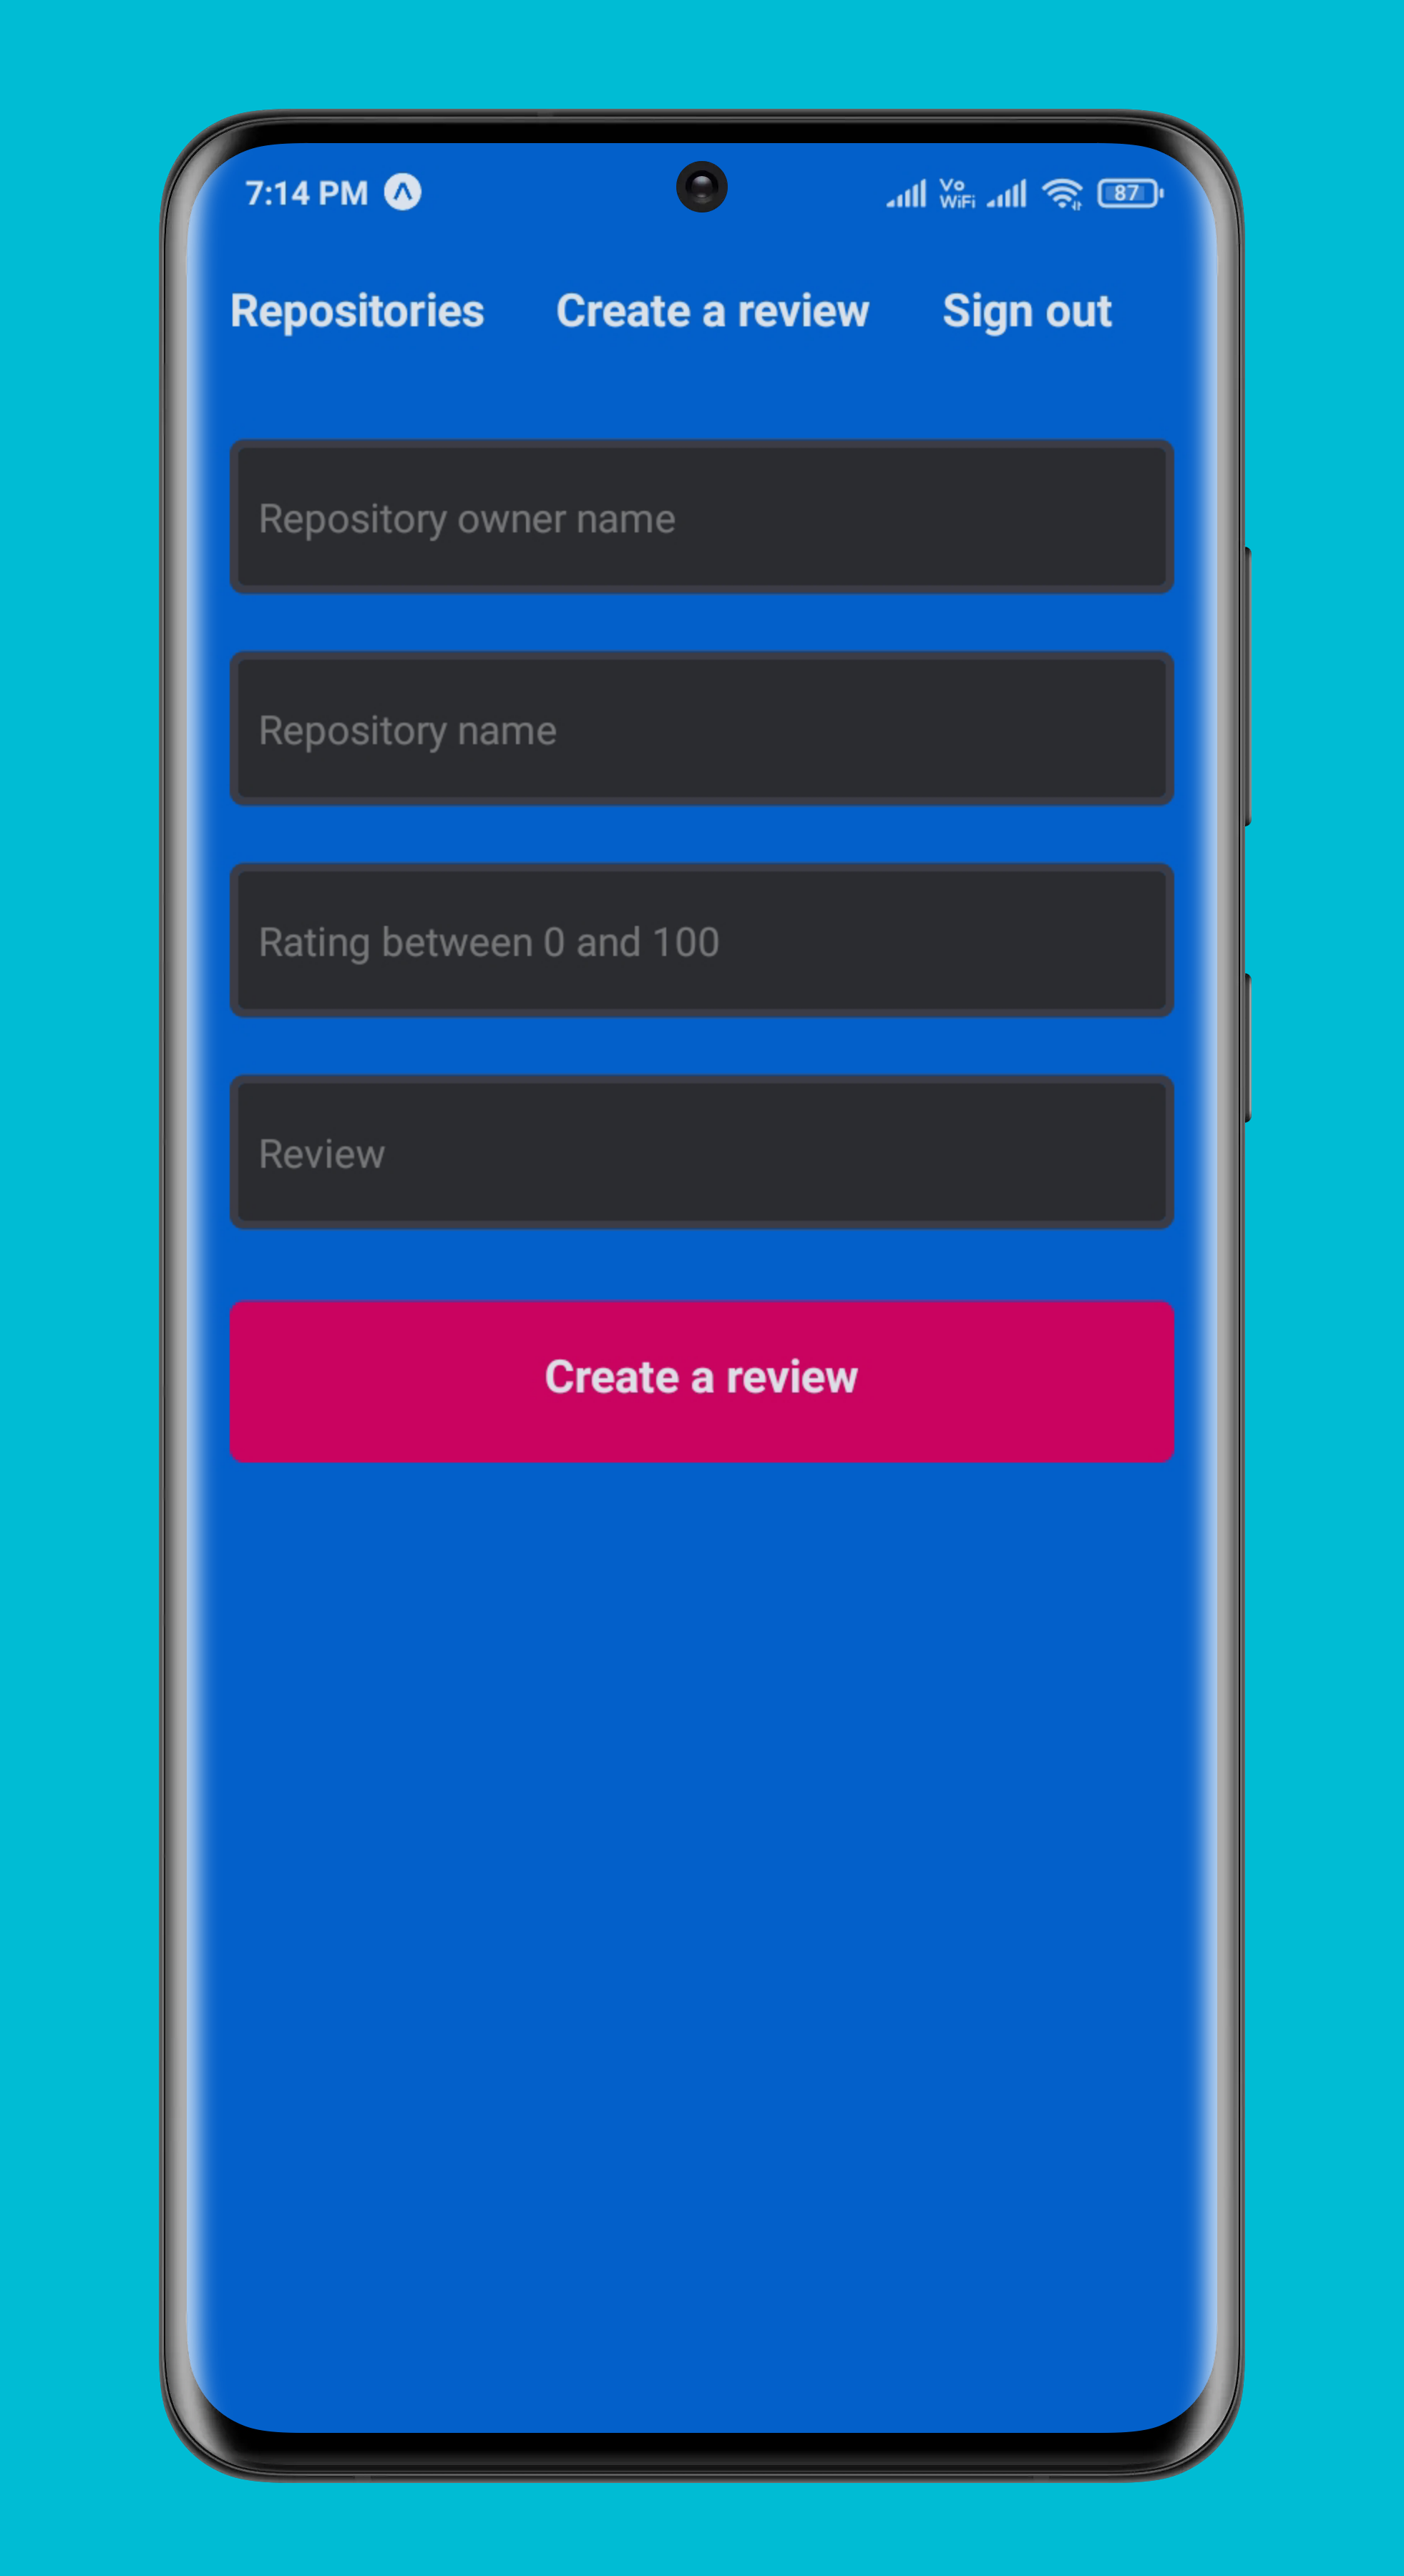 7:14 PM Vo WiFi 87
Repositories Create a review Sign out
Repository owner name
Repository name
Rating between 0 and 100
Review
Create a review